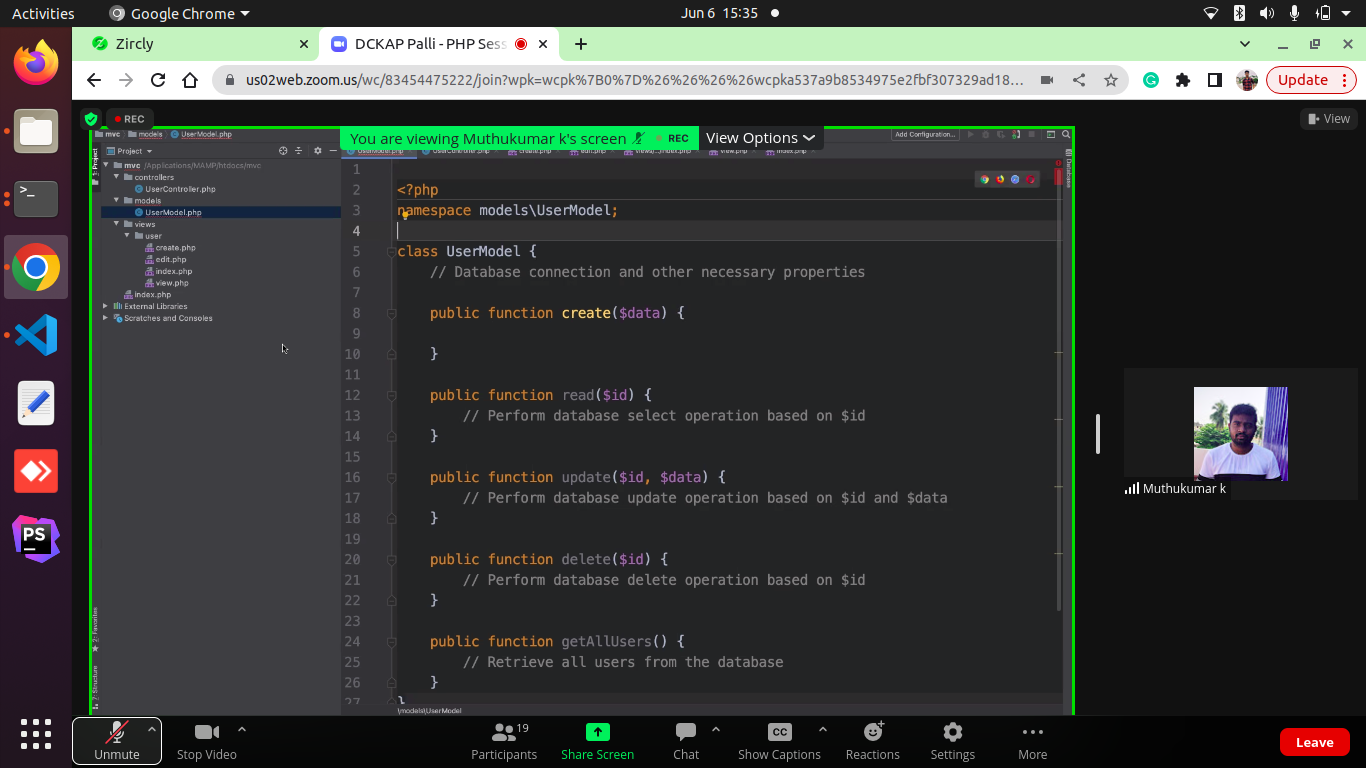 Activities
Google Chrome
Jun 6 15:35
Zircly
DCKAP Palli - PHP Sess
us02web.zoom.us/wc/83454475222/join?wpk=wcpk%7B0%7D%26%26%26%26wcpka537a9b8534975e2fbf307329ad18...
Update
REC
You are viewing Muthukumar k's screen
REC
View Options
View
mvc
models
UserModel.php
Add Configuration...
Project
mvc /Applications/MAMP/htdocs/mvc
controllers
UserController.php
models
UserModel.php
views
user
create.php
edit.php
index.php
view.php
index.php
External Libraries
Scratches and Consoles
1: Project
Database
2: Favorites
7: Structure
1
2 <?php
3 namespace models\UserModel;
4
5 class UserModel {
6 // Database connection and other necessary properties
7
8 public function create($data) {
9
10 }
11
12 public function read($id) {
13 // Perform database select operation based on $id
14 }
15
16 public function update($id, $data) {
17 // Perform database update operation based on $id and $data
18 }
19
20 public function delete($id) {
21 // Perform database delete operation based on $id
22 }
23
24 public function getAllUsers() {
25 // Retrieve all users from the database
26 }
27 }
\models\UserModel
Muthukumar k
PS
Unmute
Stop Video
19
Participants
Share Screen
Chat
CC
Show Captions
Reactions
Settings
More
Leave